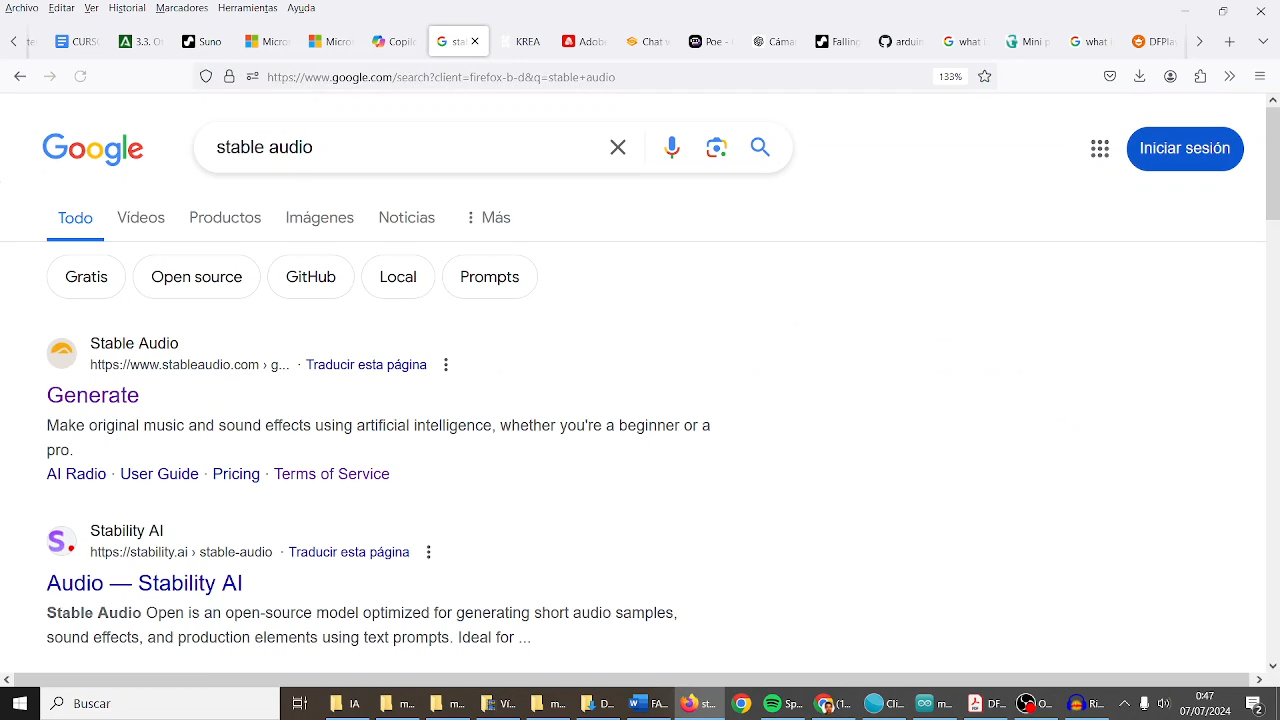 Archivo Editar Ver Historial Marcadores Herramientas Ayuda
CURSO 3.3. O Suno Micro Micro Copil sta KREA Adob Chat Poe - Cámar Falling arduin what i Mini p what i DFPla
https://www.google.com/search?client=firefox-b-d&q=stable+audio 133%
Google stable audio Iniciar sesión
Todo Vídeos Productos Imágenes Noticias Más
Gratis Open source GitHub Local Prompts
Stable Audio
https://www.stableaudio.com › g... · Traducir esta página
Generate
Make original music and sound effects using artificial intelligence, whether you're a beginner or a
pro.
AI Radio · User Guide · Pricing · Terms of Service
S.
Stability AI
https://stability.ai › stable-audio · Traducir esta página
Audio — Stability AI
Stable Audio Open is an open-source model optimized for generating short audio samples,
sound effects, and production elements using text prompts. Ideal for ...
Buscar IA m... m... Vi... m... D... FA... st... Sp... (... Cli... m... DF... O... Ri... 0:47
07/07/2024 2